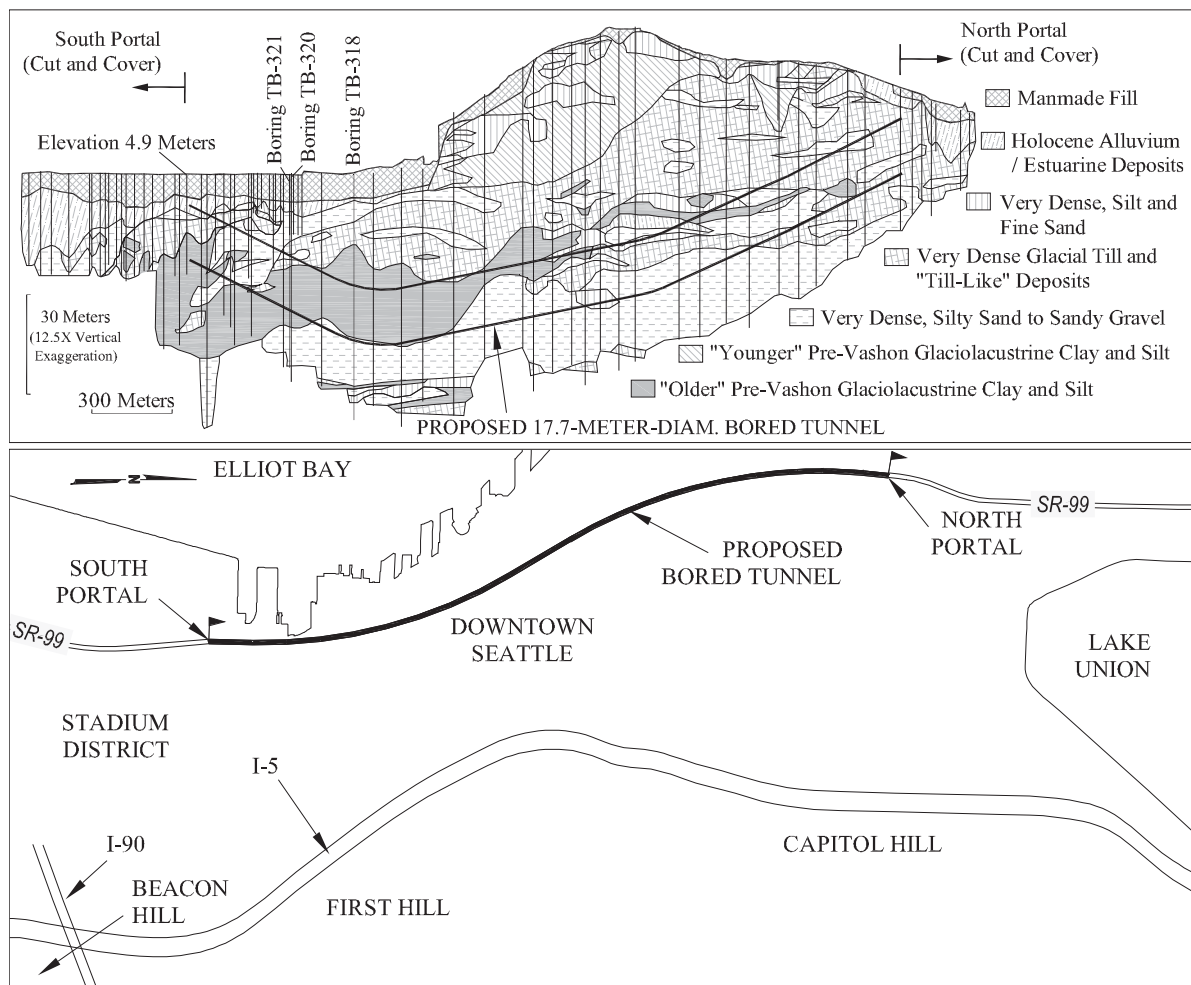 South Portal
(Cut and Cover)
Boring TB-321
Boring TB-320
Boring TB-318
North Portal
(Cut and Cover)
Elevation 4.9 Meters
Manmade Fill
Holocene Alluvium
/ Estuarine Deposits
Very Dense, Silt and
Fine Sand
Very Dense Glacial Till and
"Till-Like" Deposits
Very Dense, Silty Sand to Sandy Gravel
"Younger" Pre-Vashon Glaciolacustrine Clay and Silt
"Older" Pre-Vashon Glaciolacustrine Clay and Silt
30 Meters
(12.5X Vertical
Exaggeration)
300 Meters
PROPOSED 17.7-METER-DIAM. BORED TUNNEL
N
ELLIOT BAY
SOUTH
PORTAL
SR-99
PROPOSED
BORED TUNNEL
NORTH
PORTAL
SR-99
DOWNTOWN
SEATTLE
LAKE
UNION
STADIUM
DISTRICT
I-5
I-90
BEACON
HILL
FIRST HILL
CAPITOL HILL